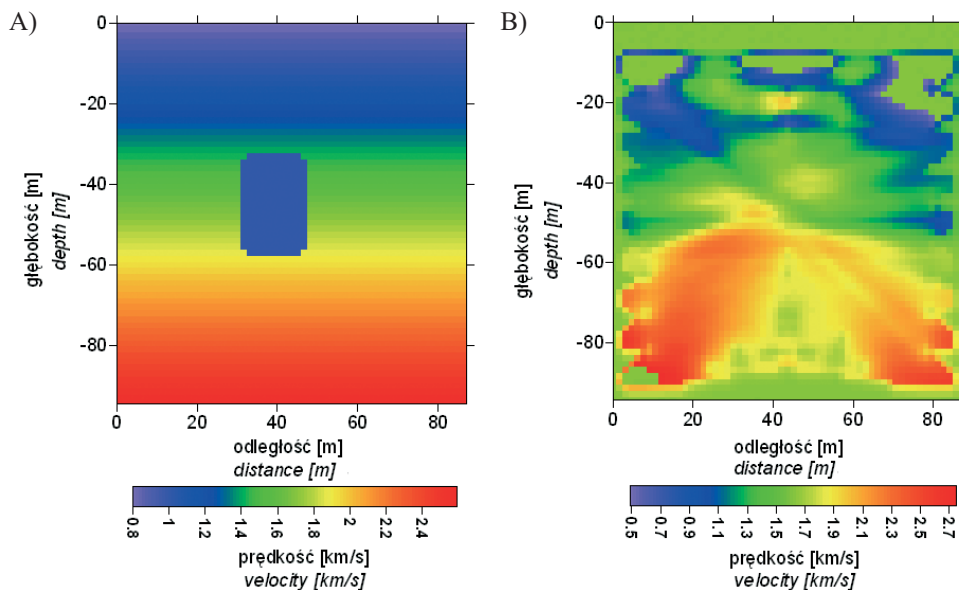 A)
0
-20
-40
-60
-80
głębokość [m]
depth [m]
0
20
40
60
80
odległość [m]
distance [m]
0.8
1
1.2
1.4
1.6
1.8
2
2.2
2.4
prędkość [km/s]
velocity [km/s]
B)
0
-20
-40
-60
-80
głębokość [m]
depth [m]
0
20
40
60
80
odległość [m]
distance [m]
0.5
0.7
0.9
1.1
1.3
1.5
1.7
1.9
2.1
2.3
2.5
2.7
prędkość [km/s]
velocity [km/s]